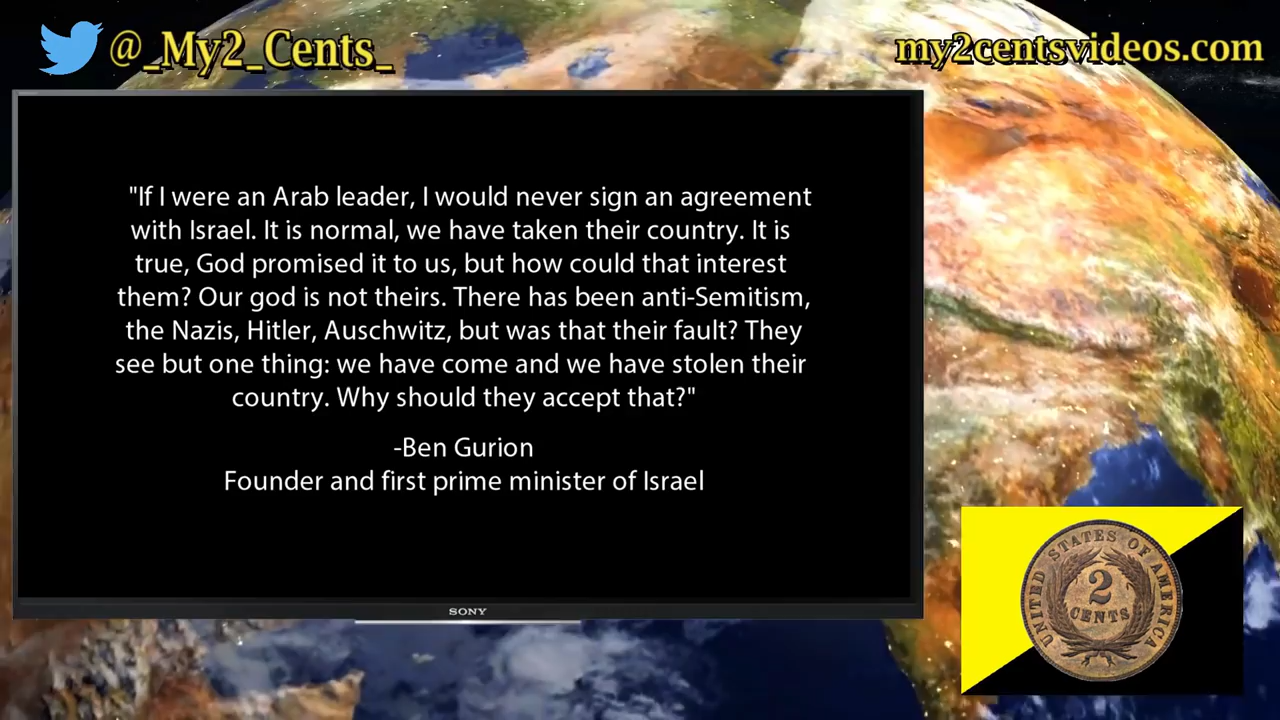 @_My2_Cents_
my2centsvideos.com
"If I were an Arab leader, I would never sign an agreement
with Israel. It is normal, we have taken their country. It is
true, God promised it to us, but how could that interest
them? Our god is not theirs. There has been anti-Semitism,
the Nazis, Hitler, Auschwitz, but was that their fault? They
see but one thing: we have come and we have stolen their
country. Why should they accept that?"
-Ben Gurion
Founder and first prime minister of Israel
SONY
UNITED STATES OF AMERICA
2
CENTS